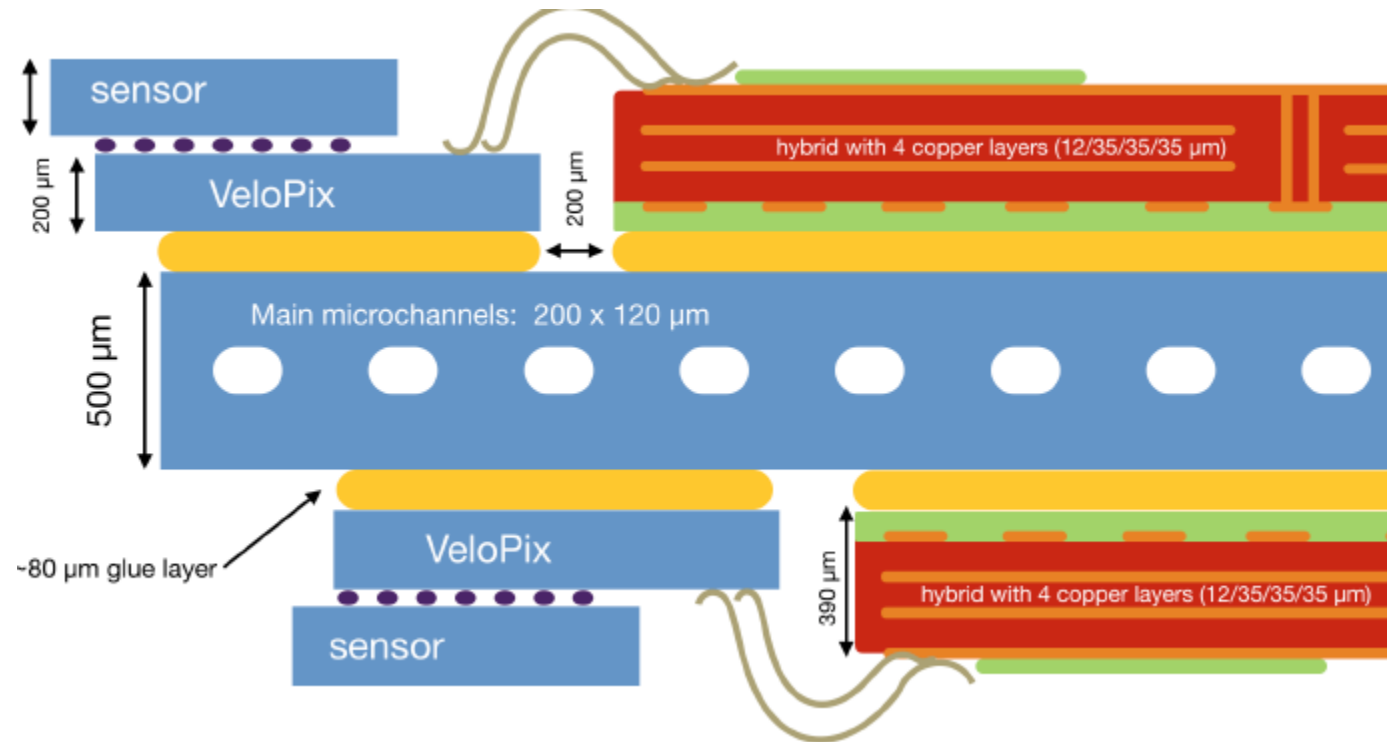 sensor
200 µm
VeloPix
200 µm
hybrid with 4 copper layers (12/35/35/35 µm)
500 µm
Main microchannels: 200 x 120 µm
~80 µm glue layer
VeloPix
sensor
390 µm
hybrid with 4 copper layers (12/35/35/35 µm)